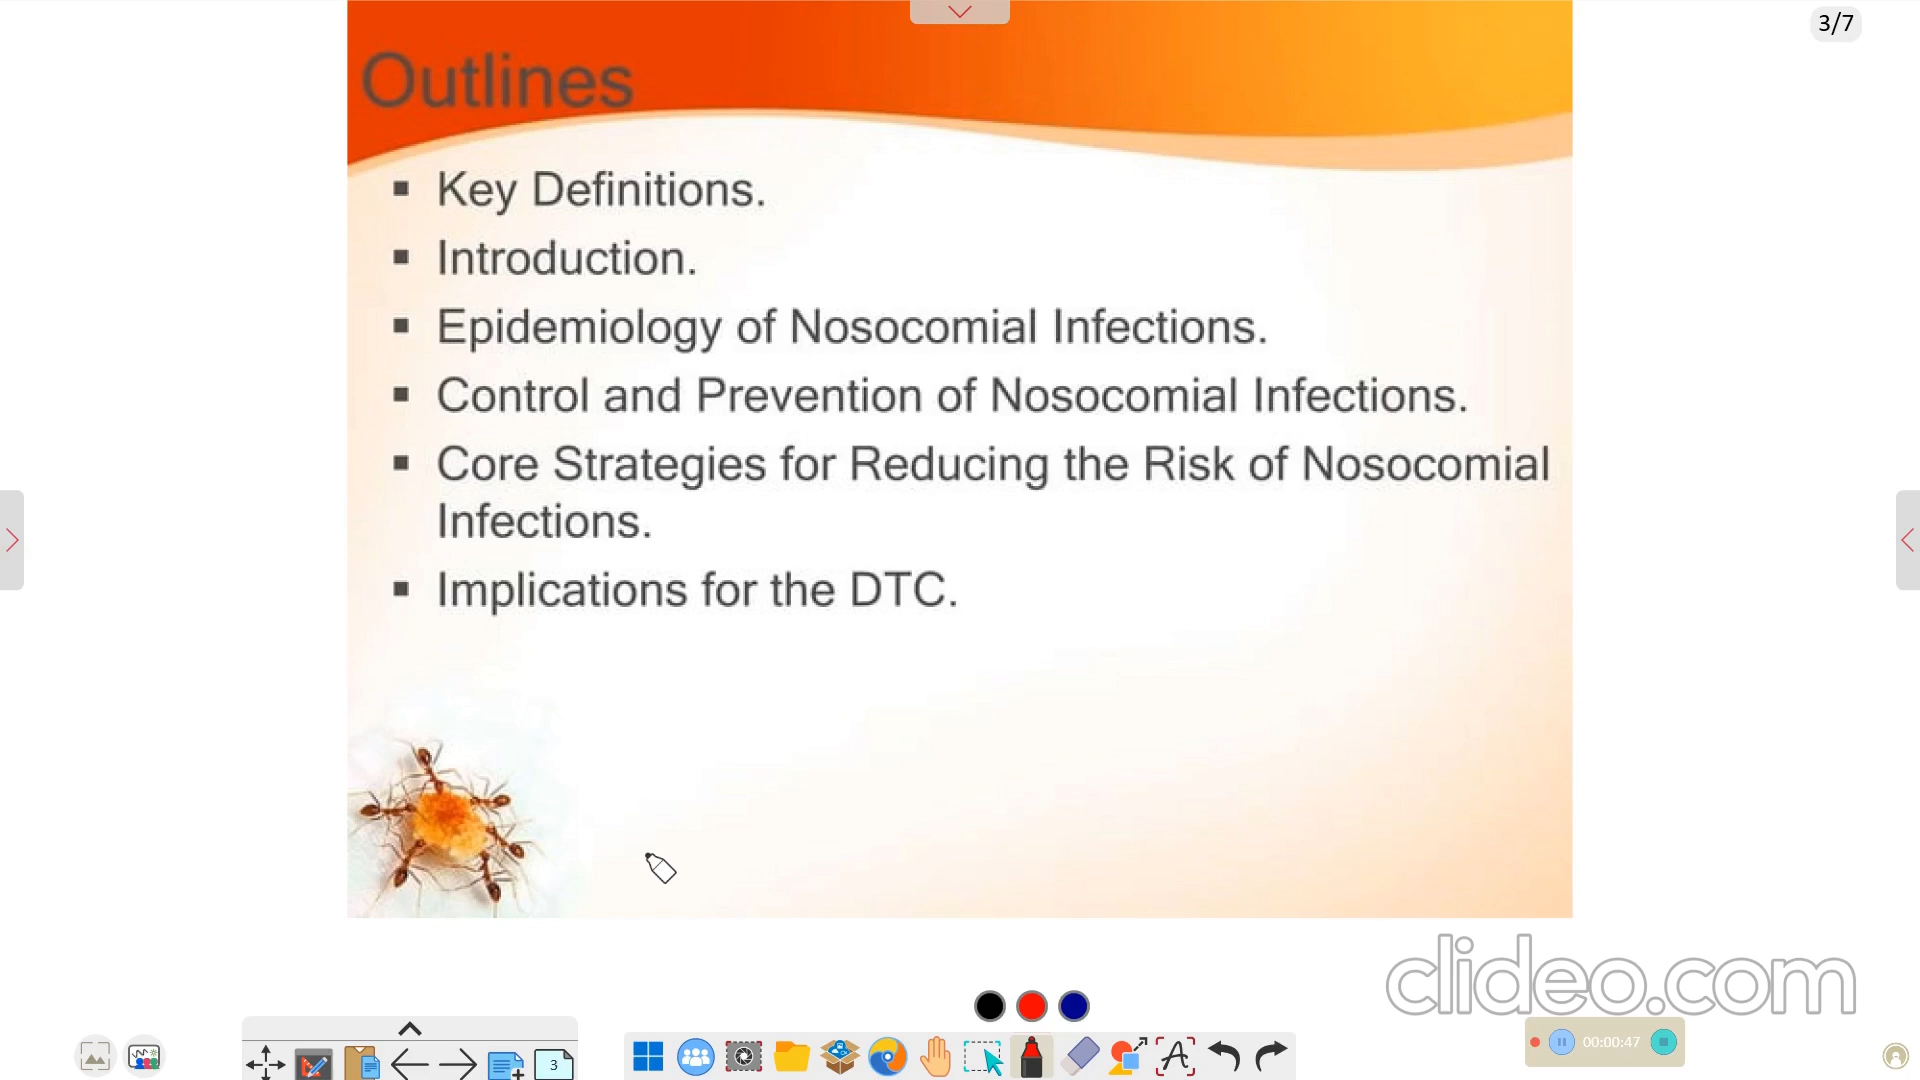 3/7
Outlines
▪ Key Definitions.
▪ Introduction.
▪ Epidemiology of Nosocomial Infections.
▪ Control and Prevention of Nosocomial Infections.
▪ Core Strategies for Reducing the Risk of Nosocomial
Infections.
▪ Implications for the DTC.
clideo.com
00:00:47
3